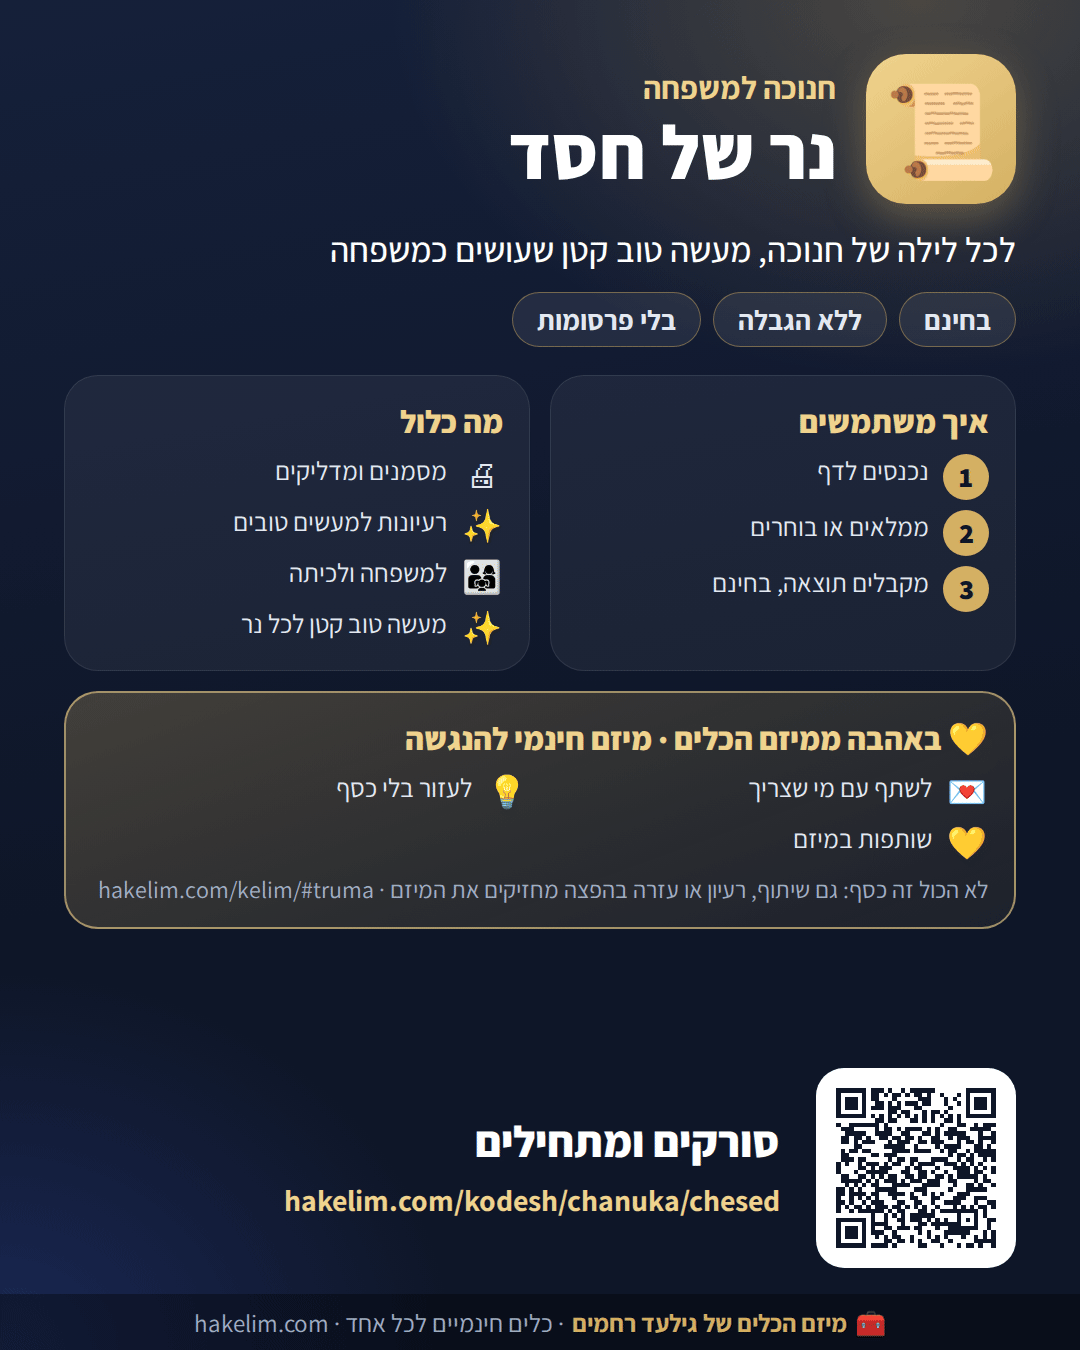 חנוכה למשפחה
נר של חסד
לכל לילה של חנוכה, מעשה טוב קטן שעושים כמשפחה
בחינם
ללא הגבלה
בלי פרסומות
איך משתמשים
1 נכנסים לדף
2 ממלאים או בוחרים
3 מקבלים תוצאה, בחינם
מה כלול
מסמנים ומדליקים
רעיונות למעשים טובים
למשפחה ולכיתה
מעשה טוב קטן לכל נר
באהבה ממיזם הכלים · מיזם חינמי להנגשה
לשתף עם מי שצריך
לעזור בלי כסף
שותפות במיזם
לא הכול זה כסף: גם שיתוף, רעיון או עזרה בהפצה מחזיקים את המיזם · hakelim.com/kelim/#truma
סורקים ומתחילים
hakelim.com/kodesh/chanuka/chesed
מיזם הכלים של גילעד רחמים · כלים חינמיים לכל אחד · hakelim.com